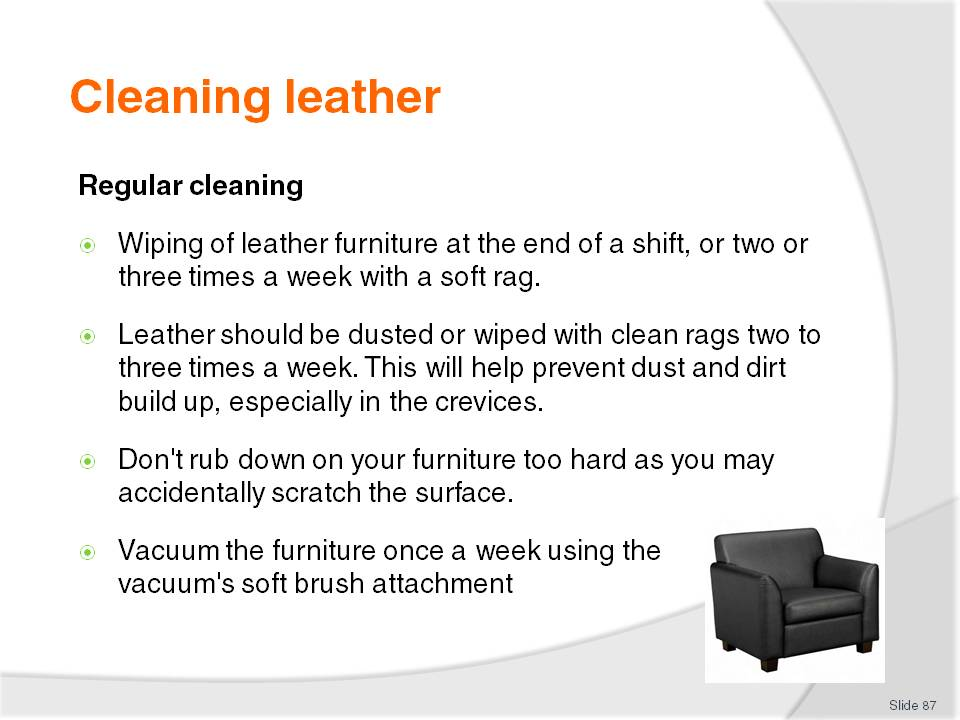 Cleaning leather
Regular cleaning
Wiping of leather furniture at the end of a shift, or two or
three times a week with a soft rag.
Leather should be dusted or wiped with clean rags two to
three times a week. This will help prevent dust and dirt
build up, especially in the crevices.
Don't rub down on your furniture too hard as you may
accidentally scratch the surface.
Vacuum the furniture once a week using the
vacuum's soft brush attachment
Slide 87